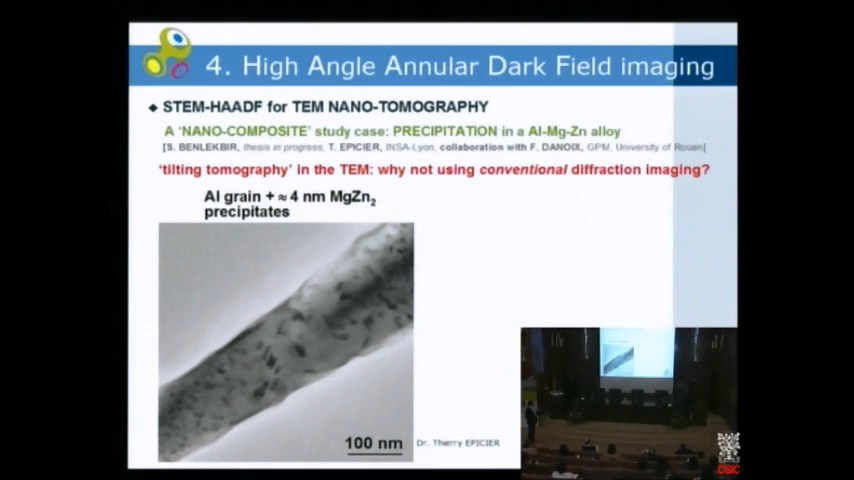 4. High Angle Annular Dark Field imaging
◆ STEM-HAADF for TEM NANO-TOMOGRAPHY
A 'NANO-COMPOSITE' study case: PRECIPITATION in a Al-Mg-Zn alloy
[S. BENLEKBIR, thesis in progress, T. EPICIER, INSA-Lyon, collaboration with F. DANOIX, GPM, University of Rouen]
'tilting tomography' in the TEM: why not using conventional diffraction imaging?
Al grain + ≈ 4 nm MgZn₂
precipitates
100 nm
Dr. Thierry EPICIER
CSIC